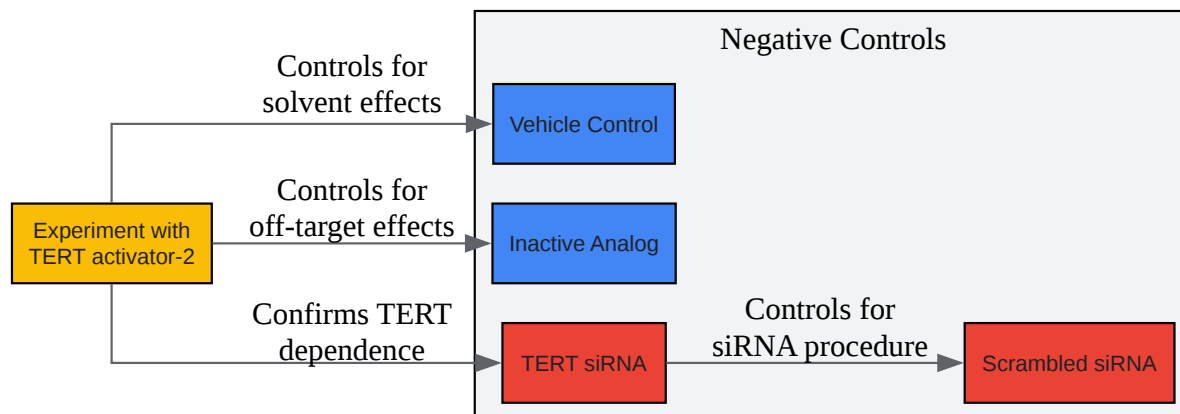 Negative Controls
Controls for
solvent effects
Vehicle Control
Experiment with
TERT activator-2
Controls for
off-target effects
Inactive Analog
Confirms TERT
dependence
TERT siRNA
Controls for
siRNA procedure
Scrambled siRNA